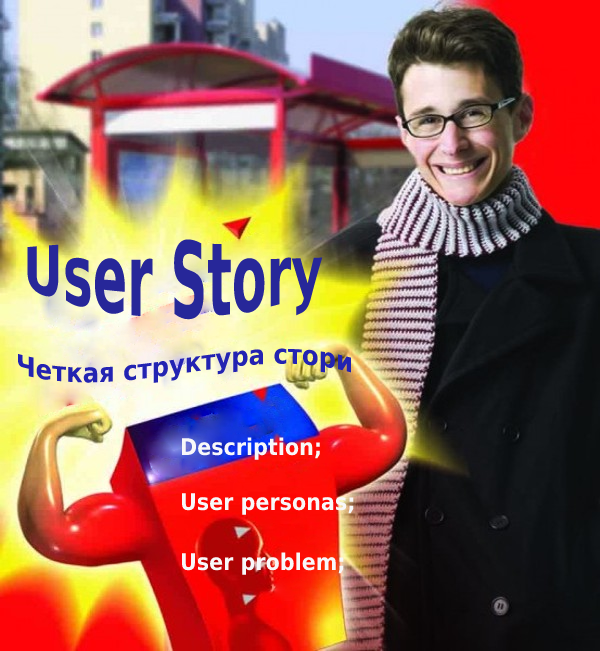 User Story
Четкая структура стори
Description;
User personas;
User problem;